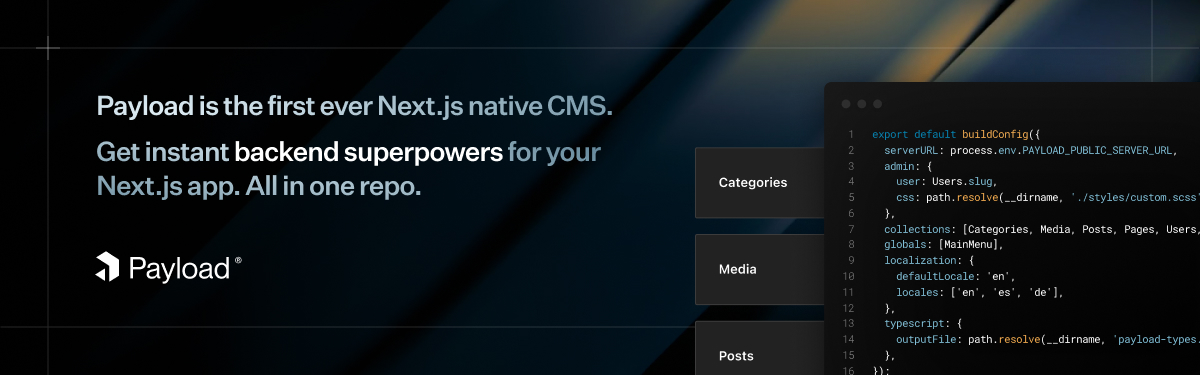 Payload is the first ever Next.js native CMS.
Get instant backend superpowers for your
Next.js app. All in one repo.
Payload ®
Categories
Media
Posts
1 export default buildConfig({
2 serverURL: process.env.PAYLOAD_PUBLIC_SERVER_URL,
3 admin: {
4 user: Users.slug,
5 css: path.resolve(__dirname, './styles/custom.scss'
6 },
7 collections: [Categories, Media, Posts, Pages, Users,
8 globals: [MainMenu],
9 localization: {
10 defaultLocale: 'en',
11 locales: ['en', 'es', 'de'],
12 },
13 typescript: {
14 outputFile: path.resolve(__dirname, 'payload-types.
15 },
16 });